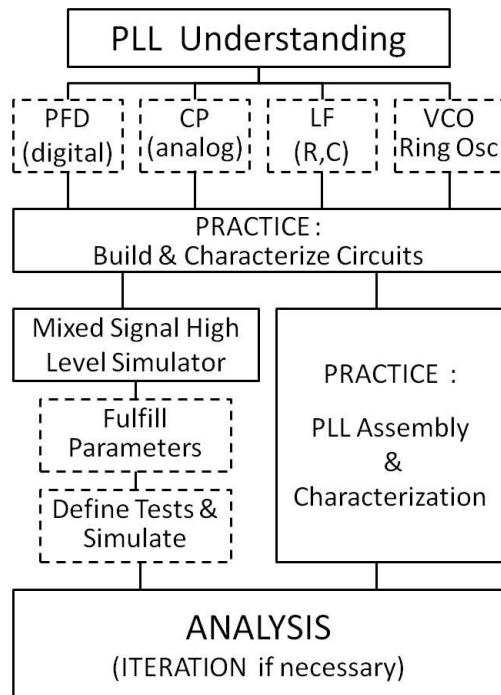 PLL Understanding
PFD
(digital)
CP
(analog)
LF
(R,C)
VCO
Ring Osc
PRACTICE :
Build & Characterize Circuits
Mixed Signal High
Level Simulator
Fulfill
Parameters
Define Tests &
Simulate
PRACTICE :
PLL Assembly
&
Characterization
ANALYSIS
(ITERATION if necessary)